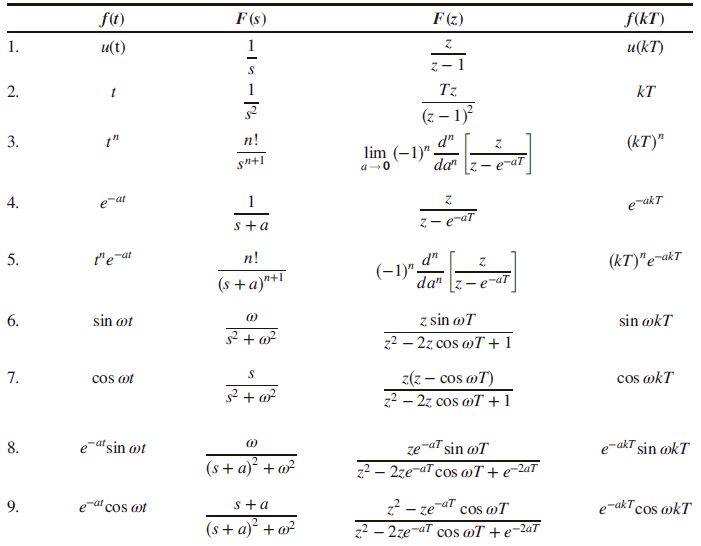 f(t) F(s) F(z) f(kT)
1. u(t) 1/s z/(z − 1) u(kT)
2. t 1/s² Tz/(z − 1)² kT
3. tⁿ n!/sⁿ⁺¹ lim a→0 (−1)ⁿ dⁿ/daⁿ [z/(z − e^−aT)] (kT)ⁿ
4. e^−at 1/(s + a) z/(z − e^−aT) e^−akT
5. tⁿe^−at n!/(s + a)ⁿ⁺¹ (−1)ⁿ dⁿ/daⁿ [z/(z − e^−aT)] (kT)ⁿe^−akT
6. sin ωt ω/(s² + ω²) z sin ωT/(z² − 2z cos ωT + 1) sin ωkT
7. cos ωt s/(s² + ω²) z(z − cos ωT)/(z² − 2z cos ωT + 1) cos ωkT
8. e^−at sin ωt ω/((s + a)² + ω²) ze^−aT sin ωT/(z² − 2ze^−aT cos ωT + e^−2aT) e^−akT sin ωkT
9. e^−at cos ωt (s + a)/((s + a)² + ω²) (z² − ze^−aT cos ωT)/(z² − 2ze^−aT cos ωT + e^−2aT) e^−akT cos ωkT